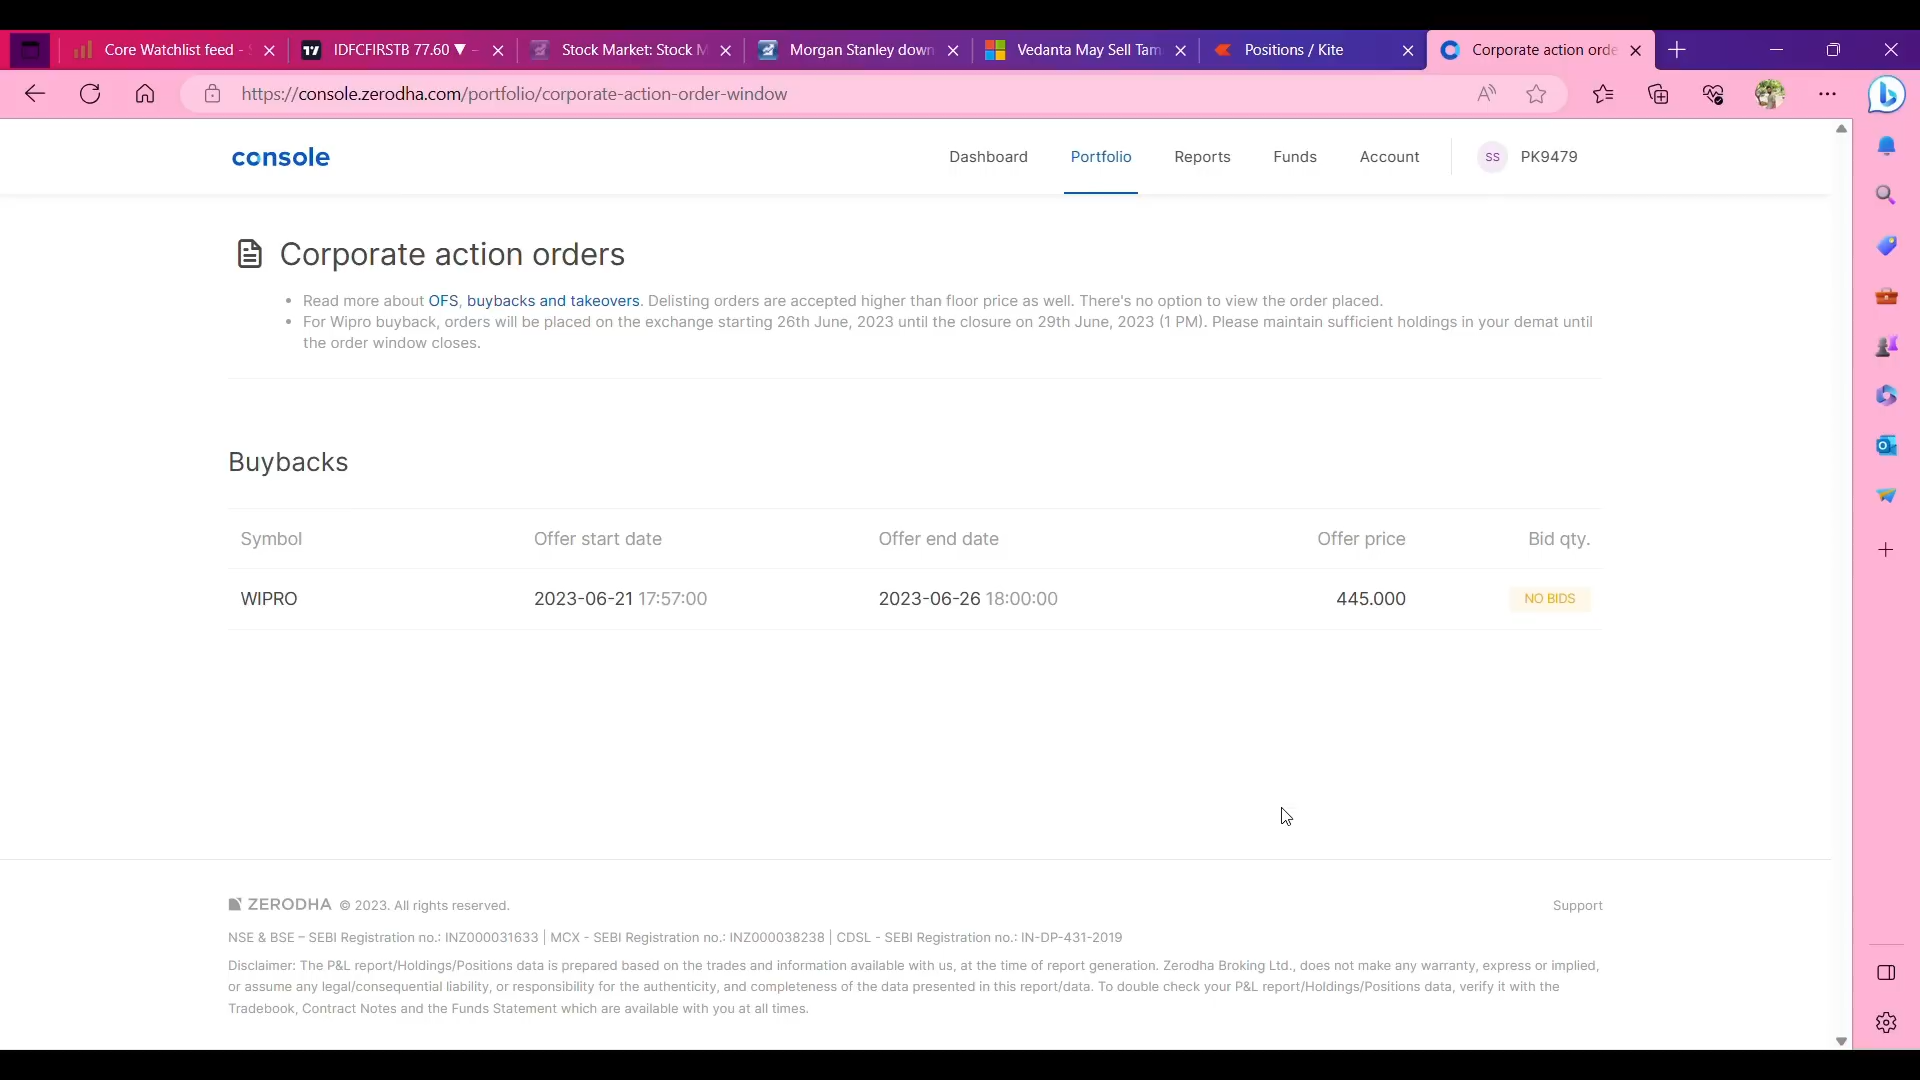 Core Watchlist feed -
IDFCFIRSTB 77.60 ▼ -
Stock Market: Stock M
Morgan Stanley down
Vedanta May Sell Tam
Positions / Kite
Corporate action orde
https://console.zerodha.com/portfolio/corporate-action-order-window
console
Dashboard
Portfolio
Reports
Funds
Account
SS
PK9479
Corporate action orders
• Read more about OFS, buybacks and takeovers. Delisting orders are accepted higher than floor price as well. There's no option to view the order placed.
• For Wipro buyback, orders will be placed on the exchange starting 26th June, 2023 until the closure on 29th June, 2023 (1 PM). Please maintain sufficient holdings in your demat until
the order window closes.
Buybacks
Symbol Offer start date Offer end date Offer price Bid qty.
WIPRO 2023-06-21 17:57:00 2023-06-26 18:00:00 445.000 NO BIDS
ZERODHA © 2023. All rights reserved.
Support
NSE & BSE – SEBI Registration no.: INZ000031633 | MCX - SEBI Registration no.: INZ000038238 | CDSL - SEBI Registration no.: IN-DP-431-2019
Disclaimer: The P&L report/Holdings/Positions data is prepared based on the trades and information available with us, at the time of report generation. Zerodha Broking Ltd., does not make any warranty, express or implied,
or assume any legal/consequential liability, or responsibility for the authenticity, and completeness of the data presented in this report/data. To double check your P&L report/Holdings/Positions data, verify it with the
Tradebook, Contract Notes and the Funds Statement which are available with you at all times.